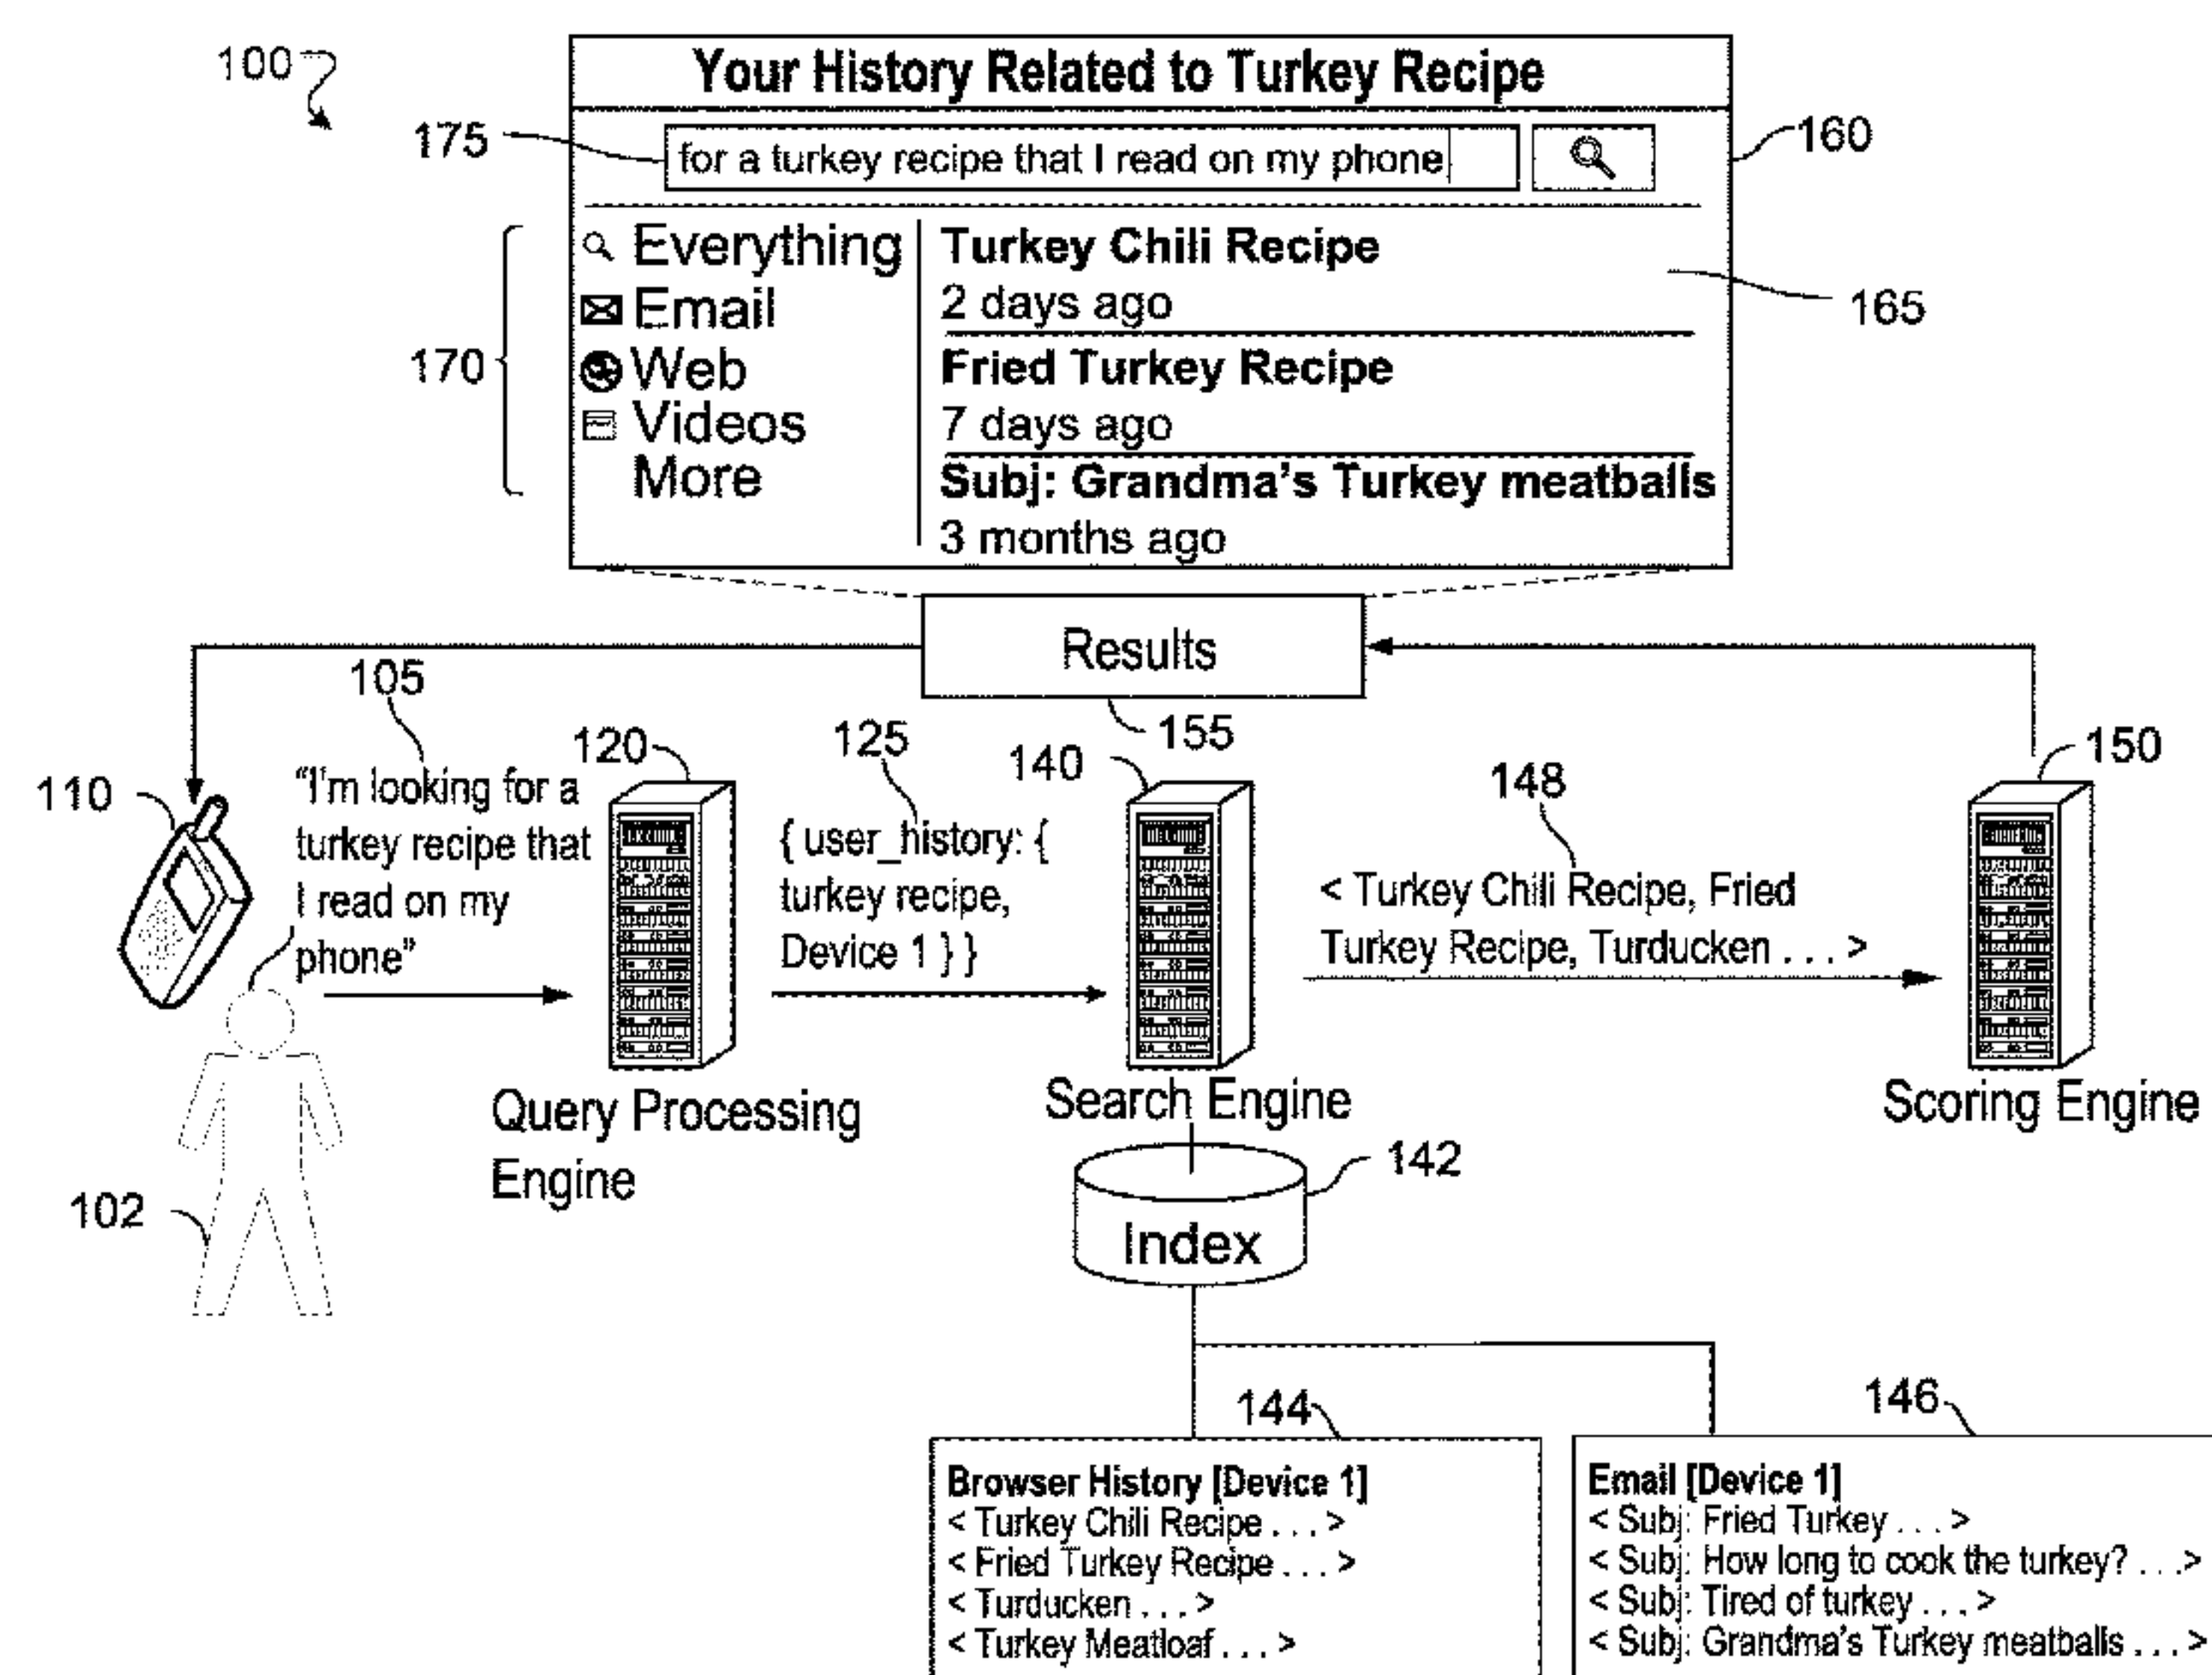 100
Your History Related to Turkey Recipe
175
for a turkey recipe that I read on my phone
160
170
Everything
Email
Web
Videos
More
Turkey Chili Recipe
2 days ago
Fried Turkey Recipe
7 days ago
Subj: Grandma's Turkey meatballs
3 months ago
165
Results
155
105
"I'm looking for a
turkey recipe that
I read on my
phone"
110
102
120
Query Processing
Engine
125
{ user_history: {
turkey recipe,
Device 1 } }
140
Search Engine
142
Index
148
< Turkey Chili Recipe, Fried
Turkey Recipe, Turducken . . . >
150
Scoring Engine
144
Browser History [Device 1]
< Turkey Chili Recipe . . . >
< Fried Turkey Recipe . . . >
< Turducken . . . >
< Turkey Meatloaf . . . >
146
Email [Device 1]
< Subj: Fried Turkey . . . >
< Subj: How long to cook the turkey? . . .>
< Subj: Tired of turkey . . . >
< Subj: Grandma's Turkey meatballs . . . >